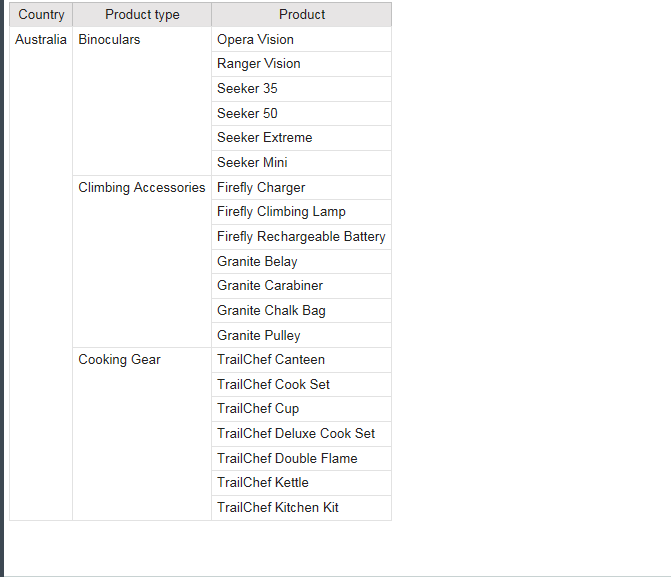 Country Product type Product
Australia Binoculars Opera Vision
Ranger Vision
Seeker 35
Seeker 50
Seeker Extreme
Seeker Mini
Climbing Accessories Firefly Charger
Firefly Climbing Lamp
Firefly Rechargeable Battery
Granite Belay
Granite Carabiner
Granite Chalk Bag
Granite Pulley
Cooking Gear TrailChef Canteen
TrailChef Cook Set
TrailChef Cup
TrailChef Deluxe Cook Set
TrailChef Double Flame
TrailChef Kettle
TrailChef Kitchen Kit